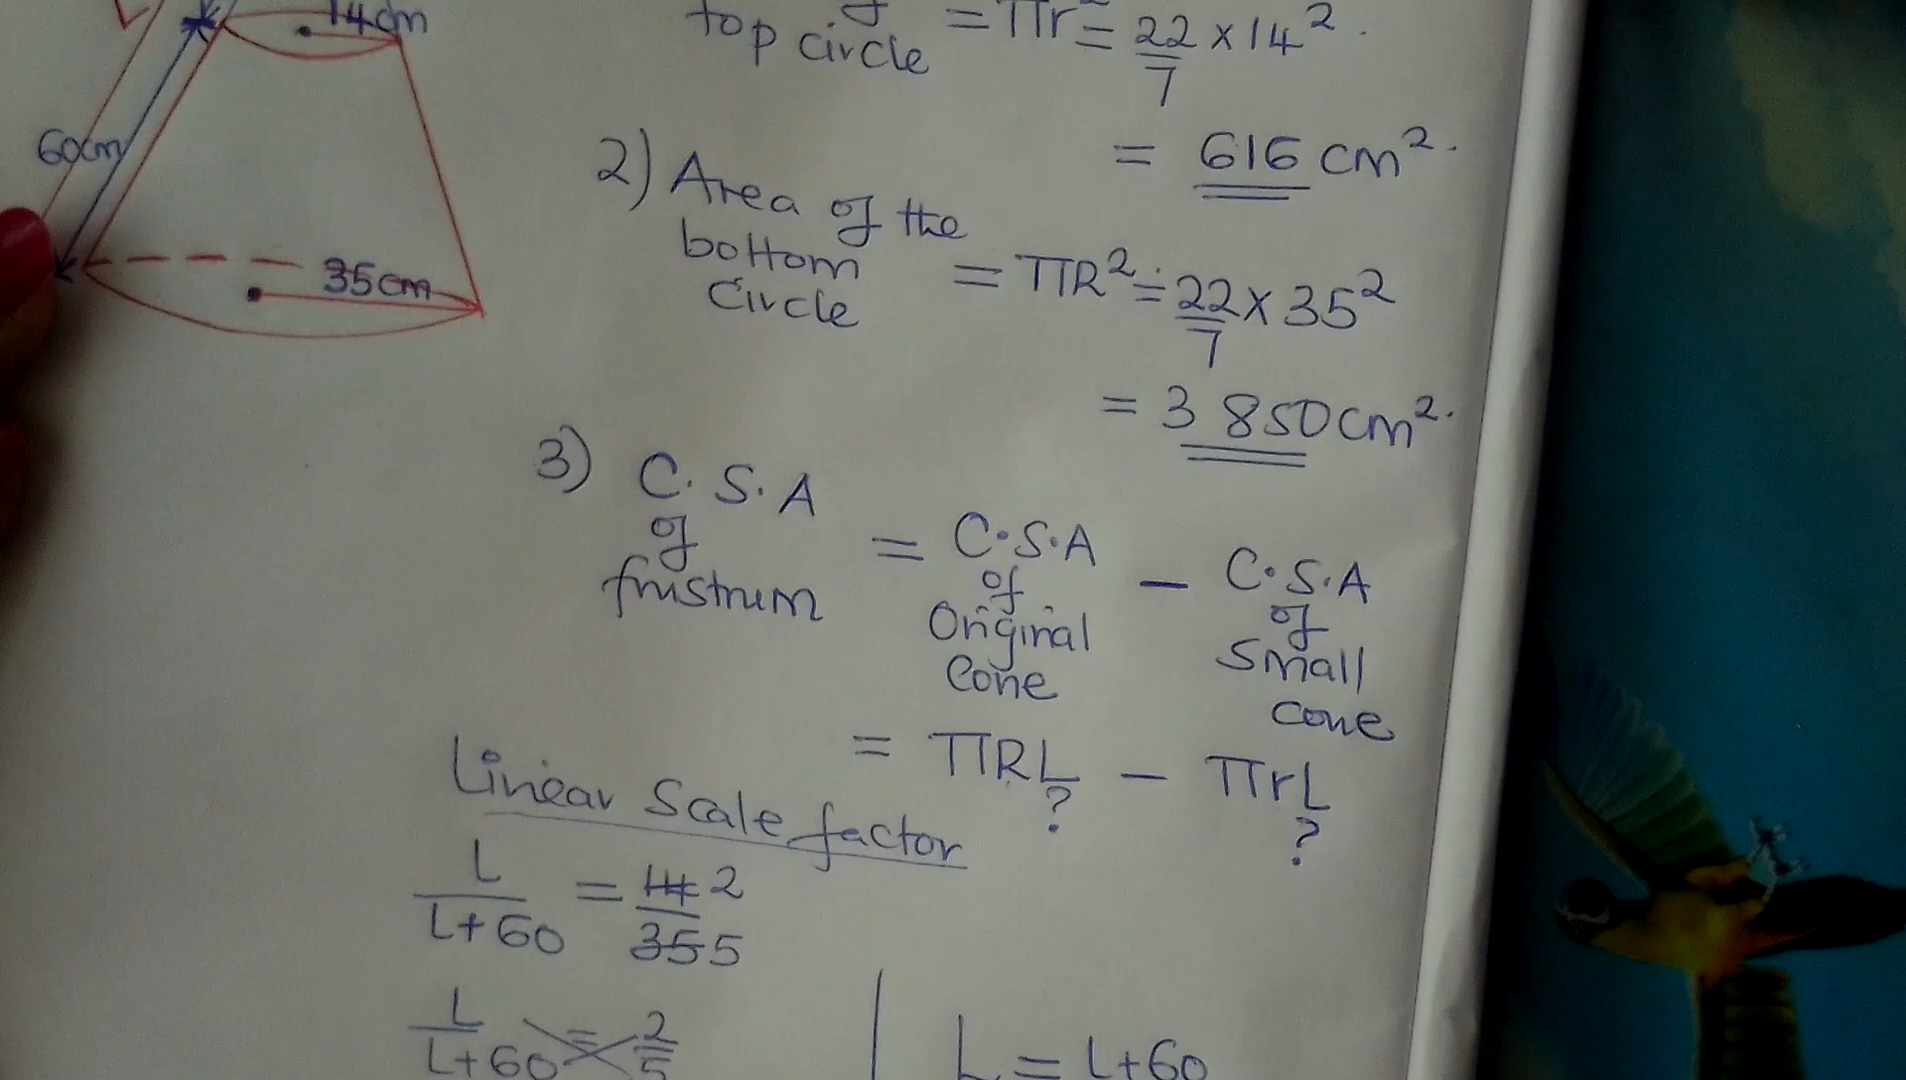 14cm
60cm
35cm
top circle = πr² = 22/7 × 14².
= 616 cm².
2) Area of the
bottom
Circle = πR² = 22/7 × 35²
= 3 850cm².
3) C.S.A
of
frustrum = C.S.A
of
Original
Cone − C.S.A
of
Small
cone
= πRL − πrL
? ?
Linear Scale factor
L/L+60 = 14 2/35 5
L/L+60 = 2/5
L = L+60